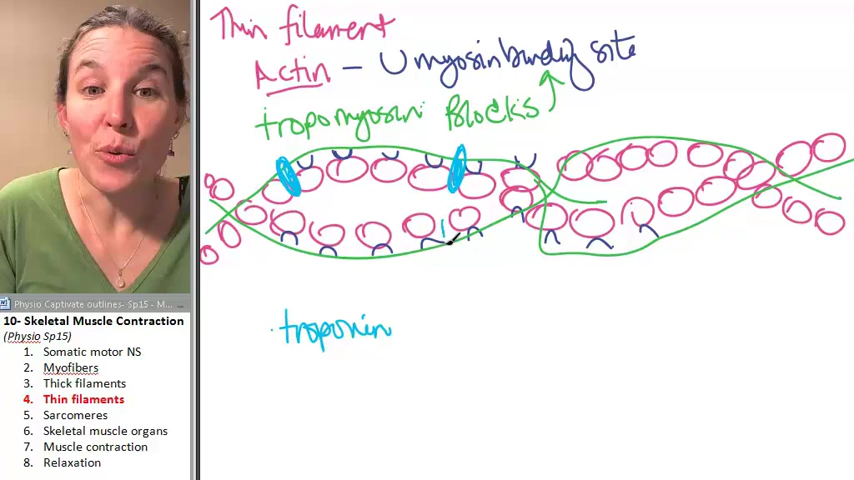 Thin filament
Actin – U myosin binding site
tropomyosin Blocks
troponin
Physio Captivate outlines- Sp15 - M...
10- Skeletal Muscle Contraction
(Physio Sp15)
1. Somatic motor NS
2. Myofibers
3. Thick filaments
4. Thin filaments
5. Sarcomeres
6. Skeletal muscle organs
7. Muscle contraction
8. Relaxation